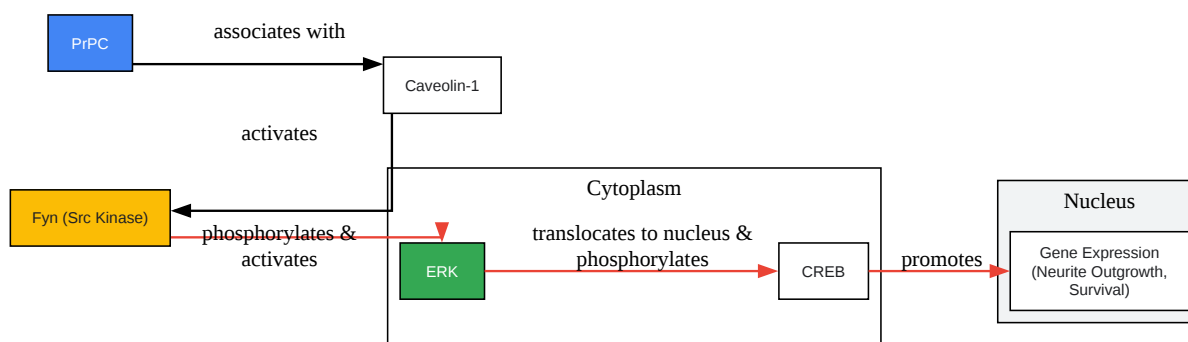 PrPC
associates with
Caveolin-1
activates
Cytoplasm
Nucleus
Fyn (Src Kinase)
phosphorylates &
activates
ERK
translocates to nucleus &
phosphorylates
CREB
promotes
Gene Expression
(Neurite Outgrowth,
Survival)